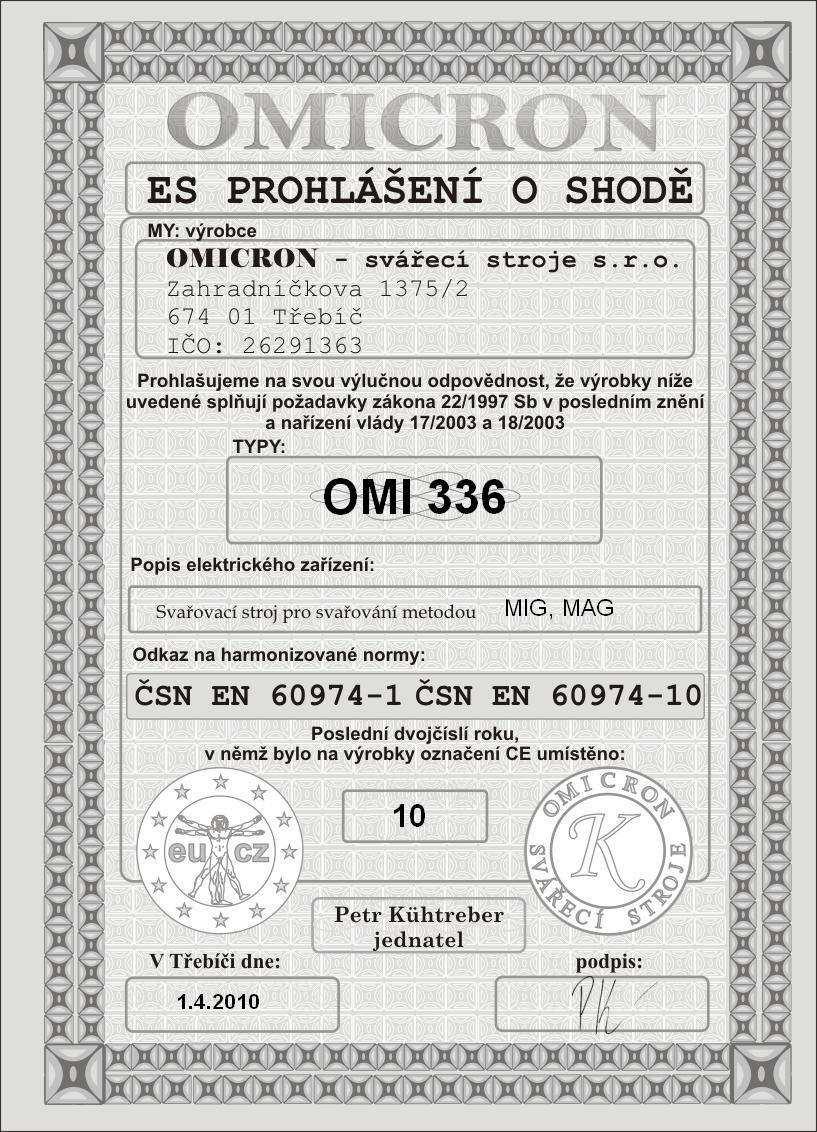 OMICRON
ES PROHLÁŠENÍ O SHODĚ
MY: výrobce
OMICRON - svářecí stroje s.r.o.
Zahradníčkova 1375/2
674 01 Třebíč
IČO: 26291363
Prohlašujeme na svou výlučnou odpovědnost, že výrobky níže
uvedené splňují požadavky zákona 22/1997 Sb v posledním znění
a nařízení vlády 17/2003 a 18/2003
TYPY:
OMI 336
Popis elektrického zařízení:
Svařovací stroj pro svařování metodou MIG, MAG
Odkaz na harmonizované normy:
ČSN EN 60974-1 ČSN EN 60974-10
Poslední dvojčíslí roku,
v němž bylo na výrobky označení CE umístěno:
eu cz
10
OMICRON
K
SVÁŘECÍ STROJE
Petr Kühtreber
jednatel
V Třebíči dne:
podpis:
1.4.2010